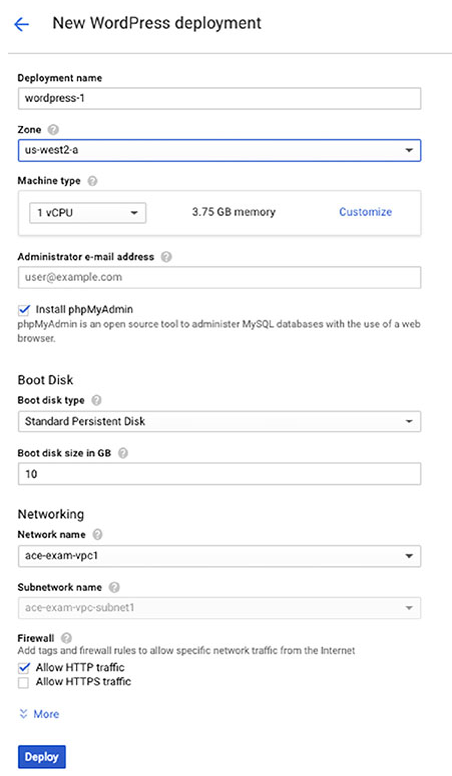 New WordPress deployment
Deployment name
wordpress-1
Zone
us-west2-a
Machine type
1 vCPU 3.75 GB memory Customize
Administrator e-mail address
user@example.com
Install phpMyAdmin
phpMyAdmin is an open source tool to administer MySQL databases with the use of a web
browser.
Boot Disk
Boot disk type
Standard Persistent Disk
Boot disk size in GB
10
Networking
Network name
ace-exam-vpc1
Subnetwork name
ace-exam-vpc-subnet1
Firewall
Add tags and firewall rules to allow specific network traffic from the Internet
Allow HTTP traffic
Allow HTTPS traffic
More
Deploy